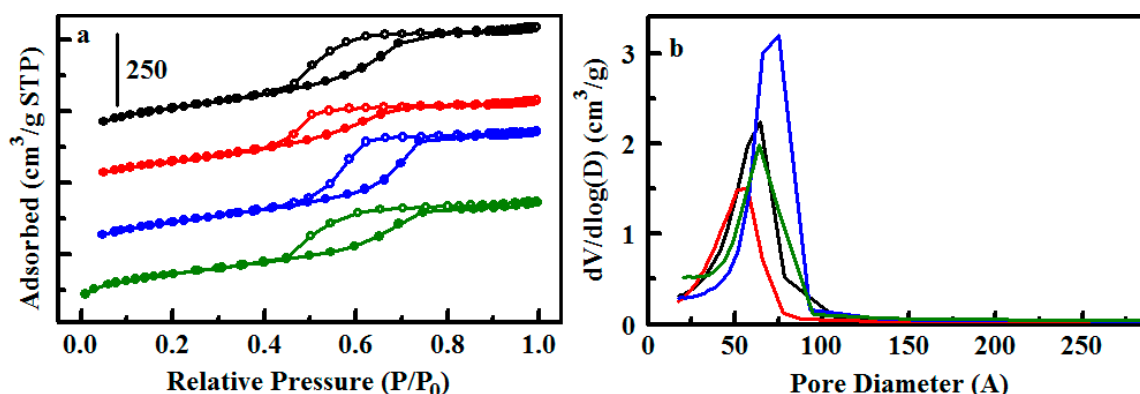 a
250
Adsorbed (cm³/g STP)
0.0 0.2 0.4 0.6 0.8 1.0
Relative Pressure (P/P₀)
b
dV/dlog(D) (cm³/g)
3
2
1
0
0 50 100 150 200 250
Pore Diameter (A)